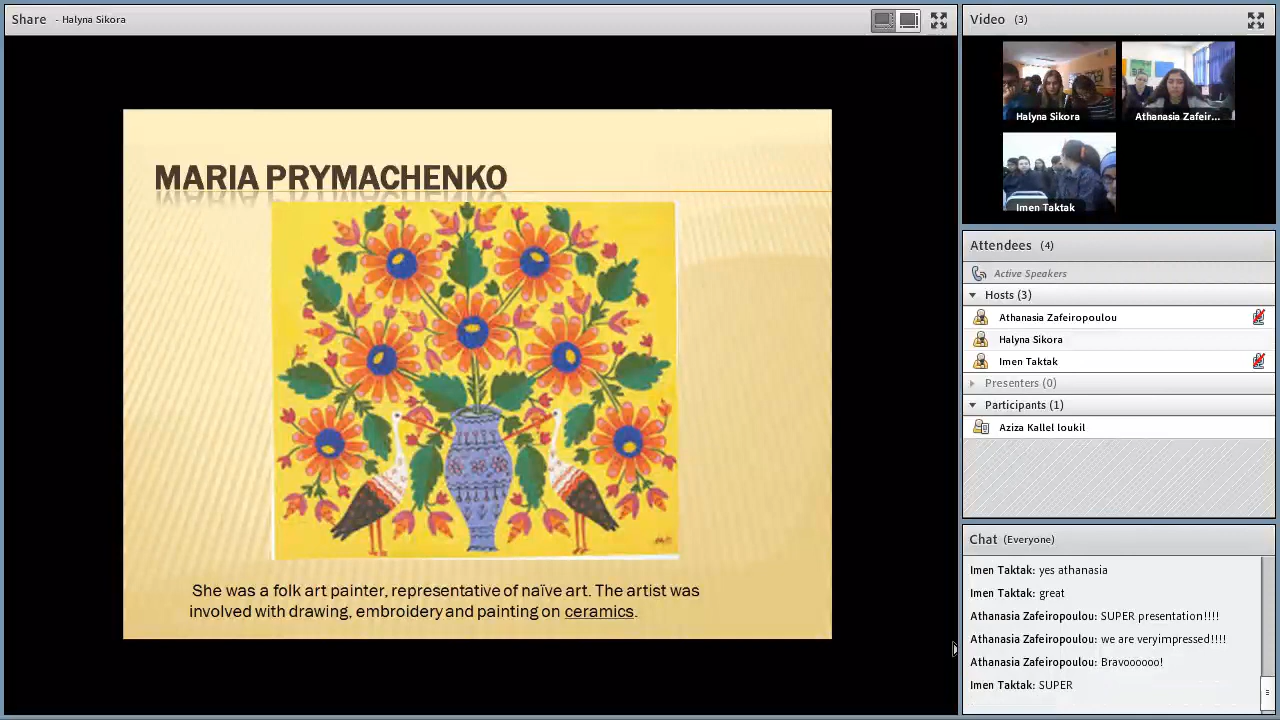 Share - Halyna Sikora
MARIA PRYMACHENKO
She was a folk art painter, representative of naïve art. The artist was
involved with drawing, embroidery and painting on ceramics.
Video (3)
Halyna Sikora
Athanasia Zafeir...
Imen Taktak
Attendees (4)
Active Speakers
Hosts (3)
Athanasia Zafeiropoulou
Halyna Sikora
Imen Taktak
Presenters (0)
Participants (1)
Aziza Kallel loukil
Chat (Everyone)
Imen Taktak: yes athanasia
Imen Taktak: great
Athanasia Zafeiropoulou: SUPER presentation!!!!
Athanasia Zafeiropoulou: we are veryimpressed!!!!
Athanasia Zafeiropoulou: Bravoooooo!
Imen Taktak: SUPER